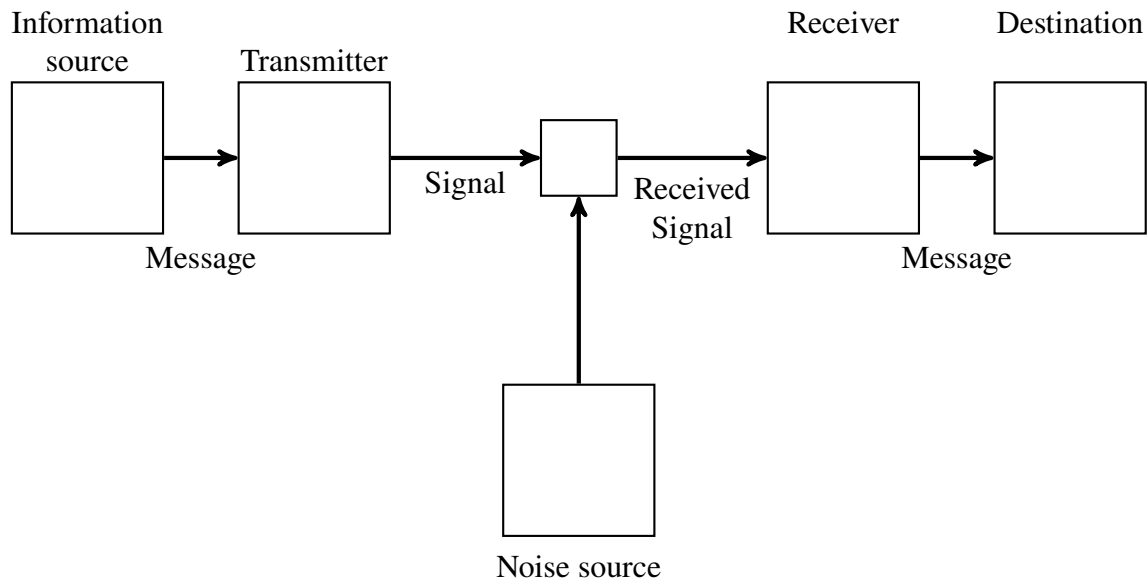 Information
source
Transmitter
Receiver
Destination
Signal
Received
Signal
Message
Message
Noise source